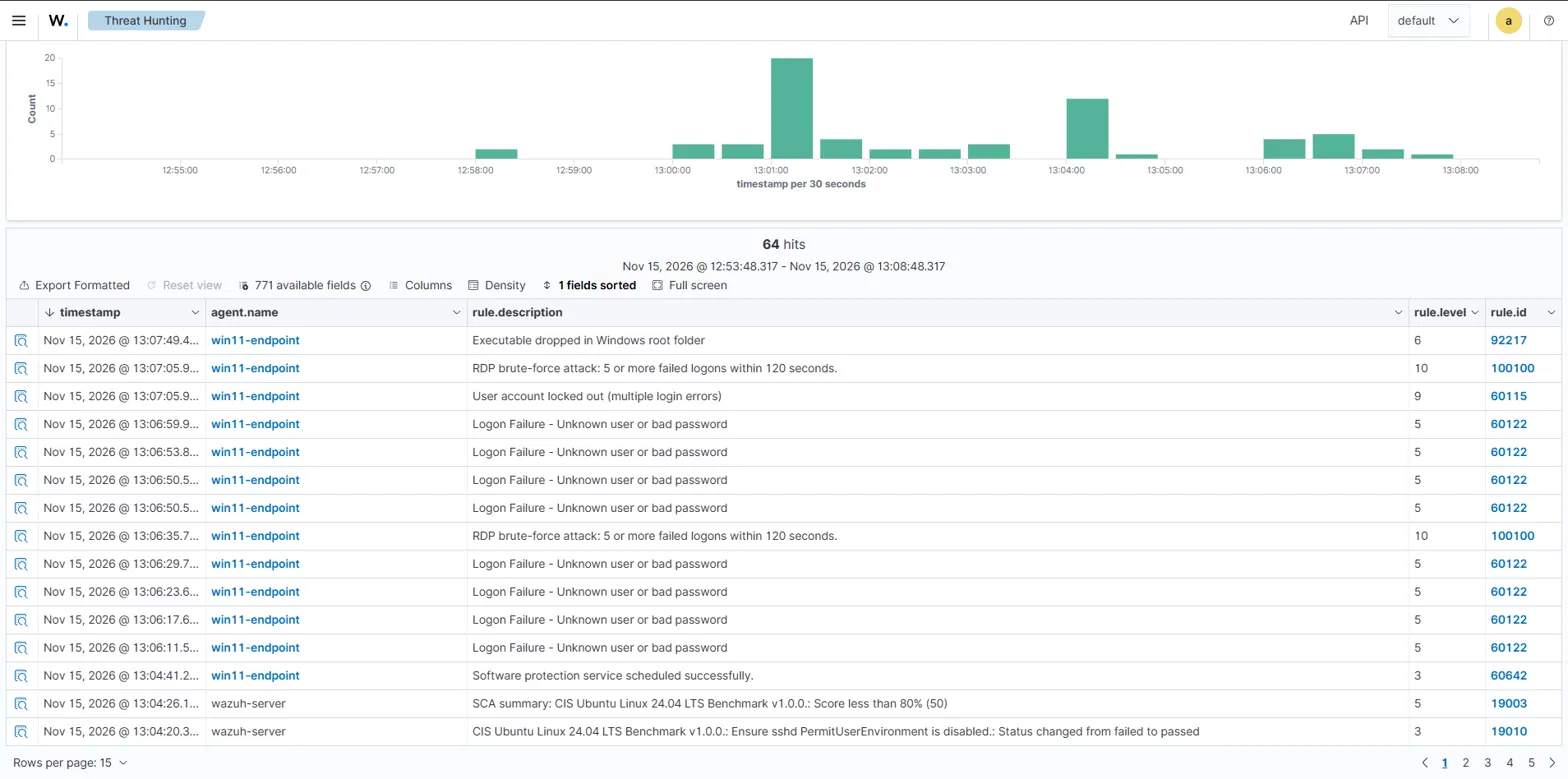 W. Threat Hunting API default a
20
15
10
5
0
Count
12:55:00 12:56:00 12:57:00 12:58:00 12:59:00 13:00:00 13:01:00 13:02:00 13:03:00 13:04:00 13:05:00 13:06:00 13:07:00 13:08:00
timestamp per 30 seconds
64 hits
Nov 15, 2026 @ 12:53:48.317 - Nov 15, 2026 @ 13:08:48.317
Export Formatted Reset view 771 available fields Columns Density 1 fields sorted Full screen
timestamp agent.name rule.description rule.level rule.id
Nov 15, 2026 @ 13:07:49.4... win11-endpoint Executable dropped in Windows root folder 6 92217
Nov 15, 2026 @ 13:07:05.9... win11-endpoint RDP brute-force attack: 5 or more failed logons within 120 seconds. 10 100100
Nov 15, 2026 @ 13:07:05.9... win11-endpoint User account locked out (multiple login errors) 9 60115
Nov 15, 2026 @ 13:06:59.9... win11-endpoint Logon Failure - Unknown user or bad password 5 60122
Nov 15, 2026 @ 13:06:53.8... win11-endpoint Logon Failure - Unknown user or bad password 5 60122
Nov 15, 2026 @ 13:06:50.5... win11-endpoint Logon Failure - Unknown user or bad password 5 60122
Nov 15, 2026 @ 13:06:50.5... win11-endpoint Logon Failure - Unknown user or bad password 5 60122
Nov 15, 2026 @ 13:06:35.7... win11-endpoint RDP brute-force attack: 5 or more failed logons within 120 seconds. 10 100100
Nov 15, 2026 @ 13:06:29.7... win11-endpoint Logon Failure - Unknown user or bad password 5 60122
Nov 15, 2026 @ 13:06:23.6... win11-endpoint Logon Failure - Unknown user or bad password 5 60122
Nov 15, 2026 @ 13:06:17.6... win11-endpoint Logon Failure - Unknown user or bad password 5 60122
Nov 15, 2026 @ 13:06:11.5... win11-endpoint Logon Failure - Unknown user or bad password 5 60122
Nov 15, 2026 @ 13:04:41.2... win11-endpoint Software protection service scheduled successfully. 3 60642
Nov 15, 2026 @ 13:04:26.1... wazuh-server SCA summary: CIS Ubuntu Linux 24.04 LTS Benchmark v1.0.0.: Score less than 80% (50) 5 19003
Nov 15, 2026 @ 13:04:20.3... wazuh-server CIS Ubuntu Linux 24.04 LTS Benchmark v1.0.0.: Ensure sshd PermitUserEnvironment is disabled.: Status changed from failed to passed 3 19010
Rows per page: 15 1 2 3 4 5